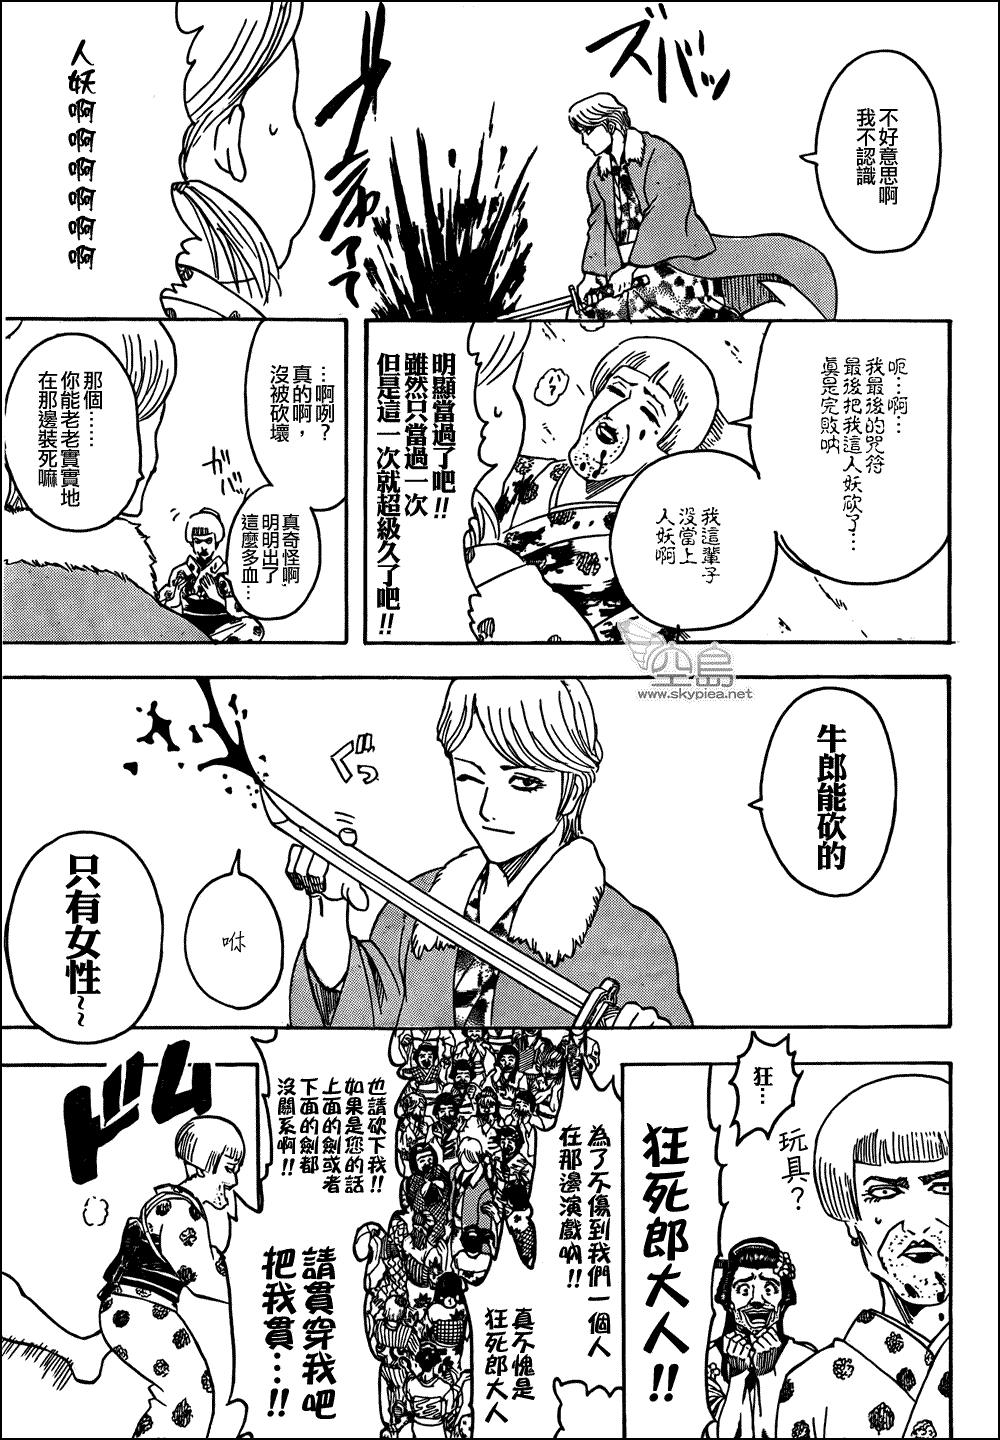 不好意思啊
我不認識
ズバッ
人妖啊啊啊啊啊啊
呃…啊…
我最後的咒符
最後把我這人妖砍了…
真是完敗吶
我這輩子
沒當上
人妖啊
明顯當過了吧!!
雖然只當過一次
但是這一次就超級久了吧!!
…啊咧?
真的啊,
沒被砍壞
真奇怪啊,
明明出了
這麼多血…
ガバ
那個……
你能老老實實地
在那邊裝死嘛
空島
www.skypiea.net
牛郎能砍的
ぐっ
咻
只有女性~~
狂…
玩具?
狂死郎大人!!
為了不傷到我們一個人
在那邊演戲吶!!
真不愧是
狂死郎大人
也請砍下我!!
如果是您的話
上面的劍或者
下面的劍都
沒關系啊!!
請貫穿我吧
把我貫…!!
ドドム